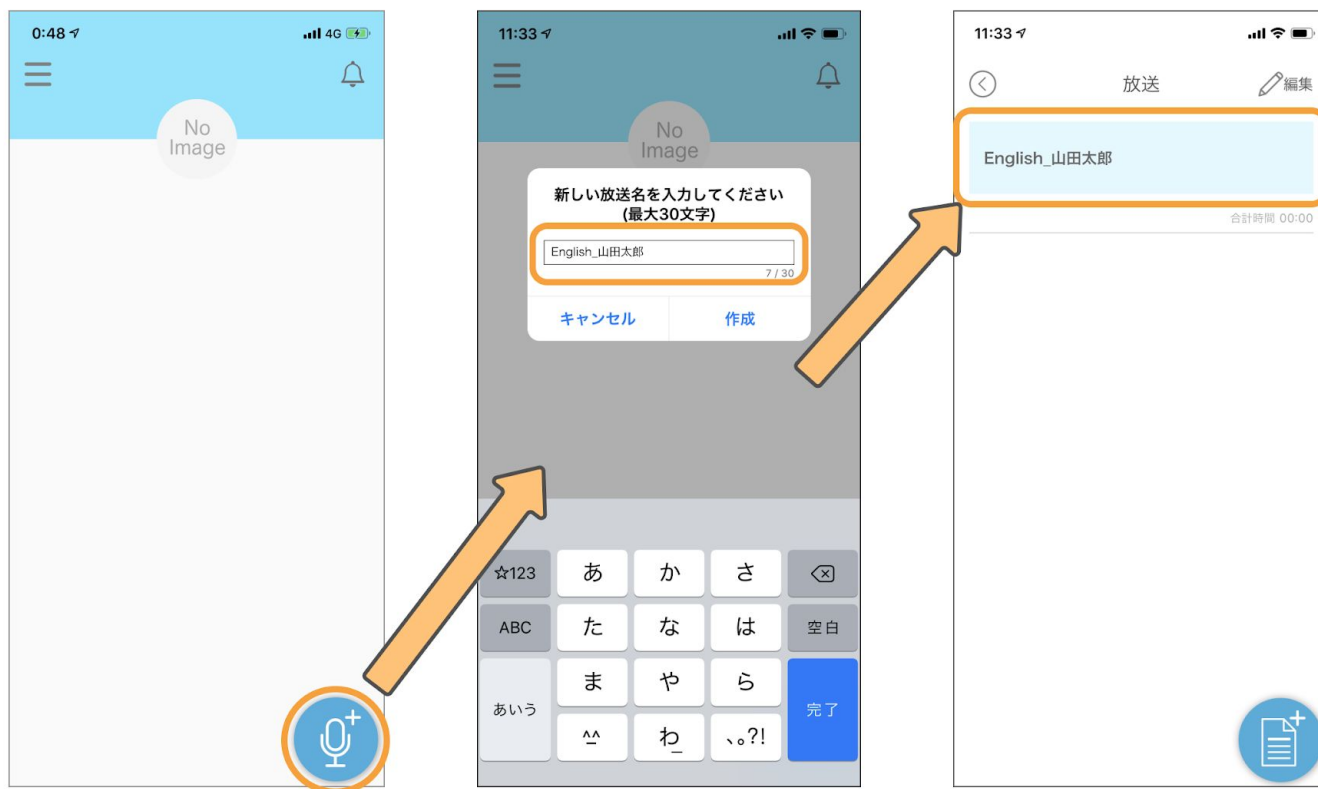 0:48
4G
No
Image
11:33
No
Image
新しい放送名を入力してください
(最大30文字)
English_山田太郎
7 / 30
キャンセル
作成
☆123
あ
か
さ
ABC
た
な
は
空白
あいう
ま
や
ら
完了
^^
わ
、。?!
11:33
放送
編集
English_山田太郎
合計時間 00:00